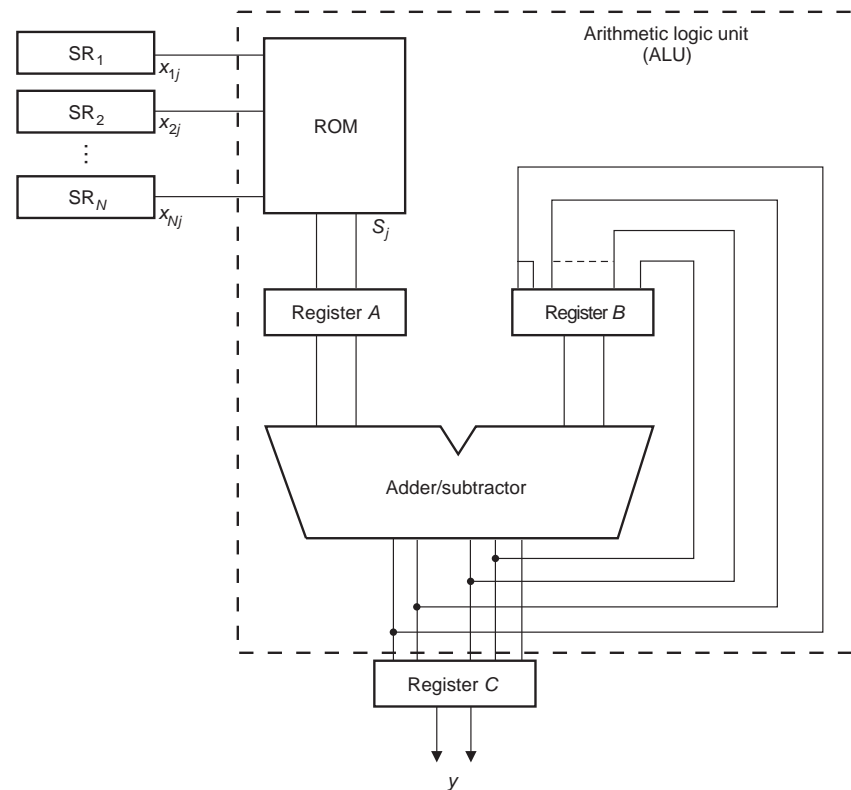 Arithmetic logic unit
(ALU)
SR1
x1j
SR2
x2j
⋮
SRN
xNj
ROM
Sj
Register A
Register B
Adder/subtractor
Register C
y